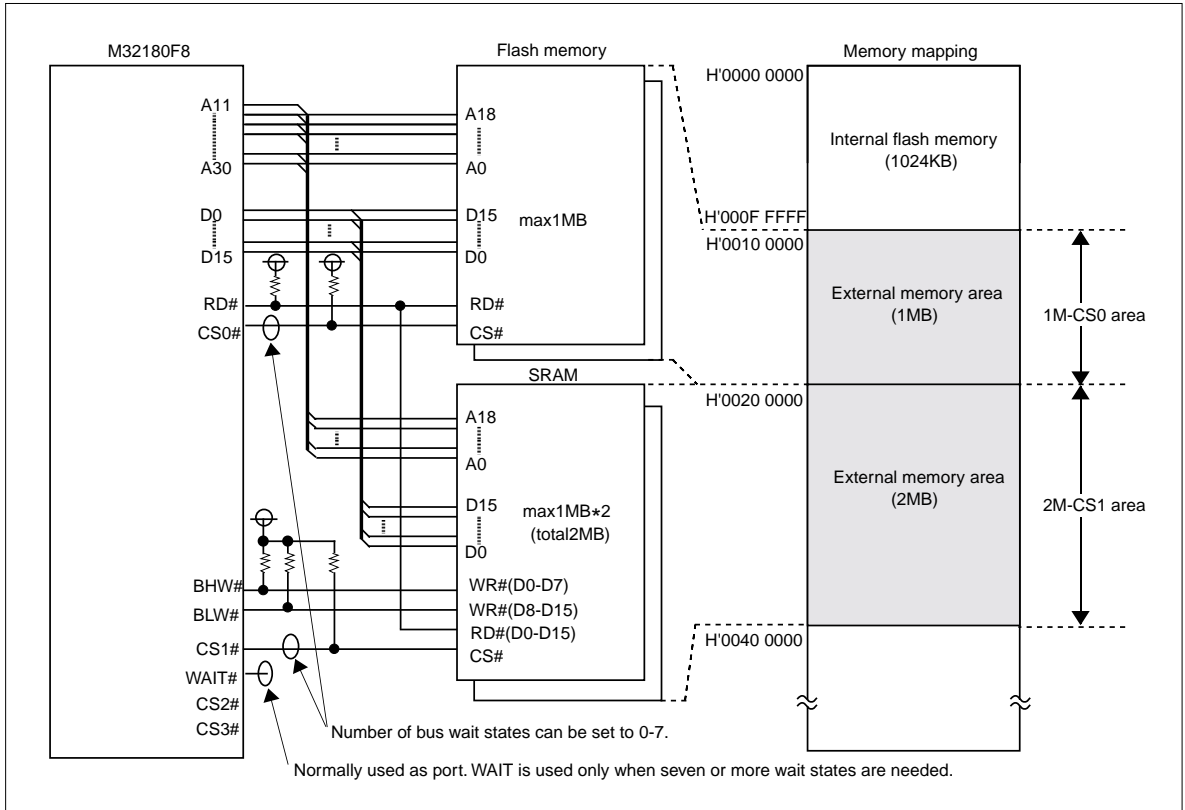 M32180F8
Flash memory
Memory mapping
A11
A30
D0
D15
RD#
CS0#
BHW#
BLW#
CS1#
WAIT#
CS2#
CS3#
A18
A0
D15
D0
RD#
CS#
max1MB
SRAM
A18
A0
D15
D0
WR#(D0-D7)
WR#(D8-D15)
RD#(D0-D15)
CS#
max1MB*2
(total2MB)
H'0000 0000
Internal flash memory
(1024KB)
H'000F FFFF
H'0010 0000
External memory area
(1MB)
1M-CS0 area
H'0020 0000
External memory area
(2MB)
2M-CS1 area
H'0040 0000
Number of bus wait states can be set to 0-7.
Normally used as port. WAIT is used only when seven or more wait states are needed.